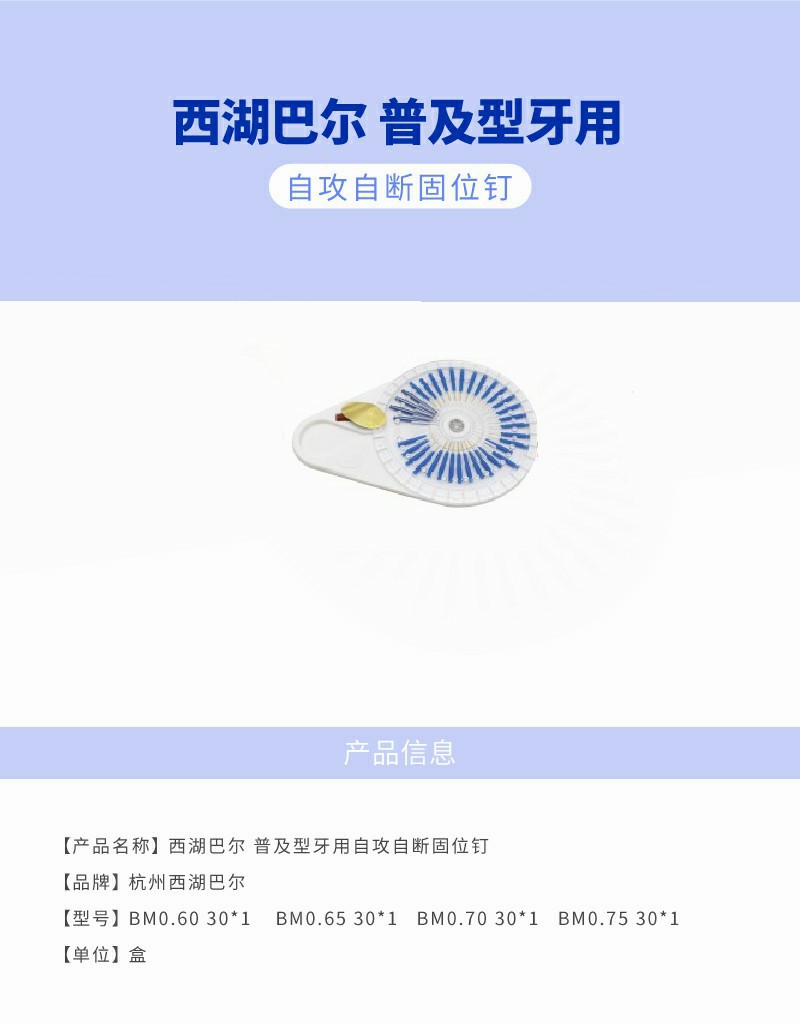 西湖巴尔 普及型牙用
自攻自断固位钉
产品信息
【产品名称】西湖巴尔 普及型牙用自攻自断固位钉
【品牌】杭州西湖巴尔
【型号】BM0.60 30*1 BM0.65 30*1 BM0.70 30*1 BM0.75 30*1
【单位】盒